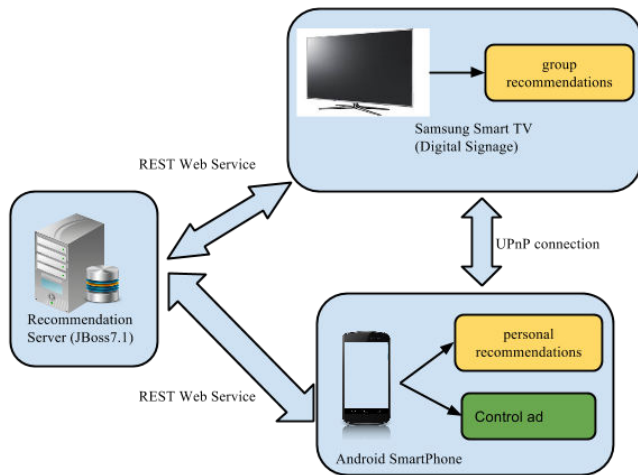 group
recommendations
Samsung Smart TV
(Digital Signage)
REST Web Service
UPnP connection
Recommendation
Server (JBoss7.1)
personal
recommendations
REST Web Service
Control ad
Android SmartPhone